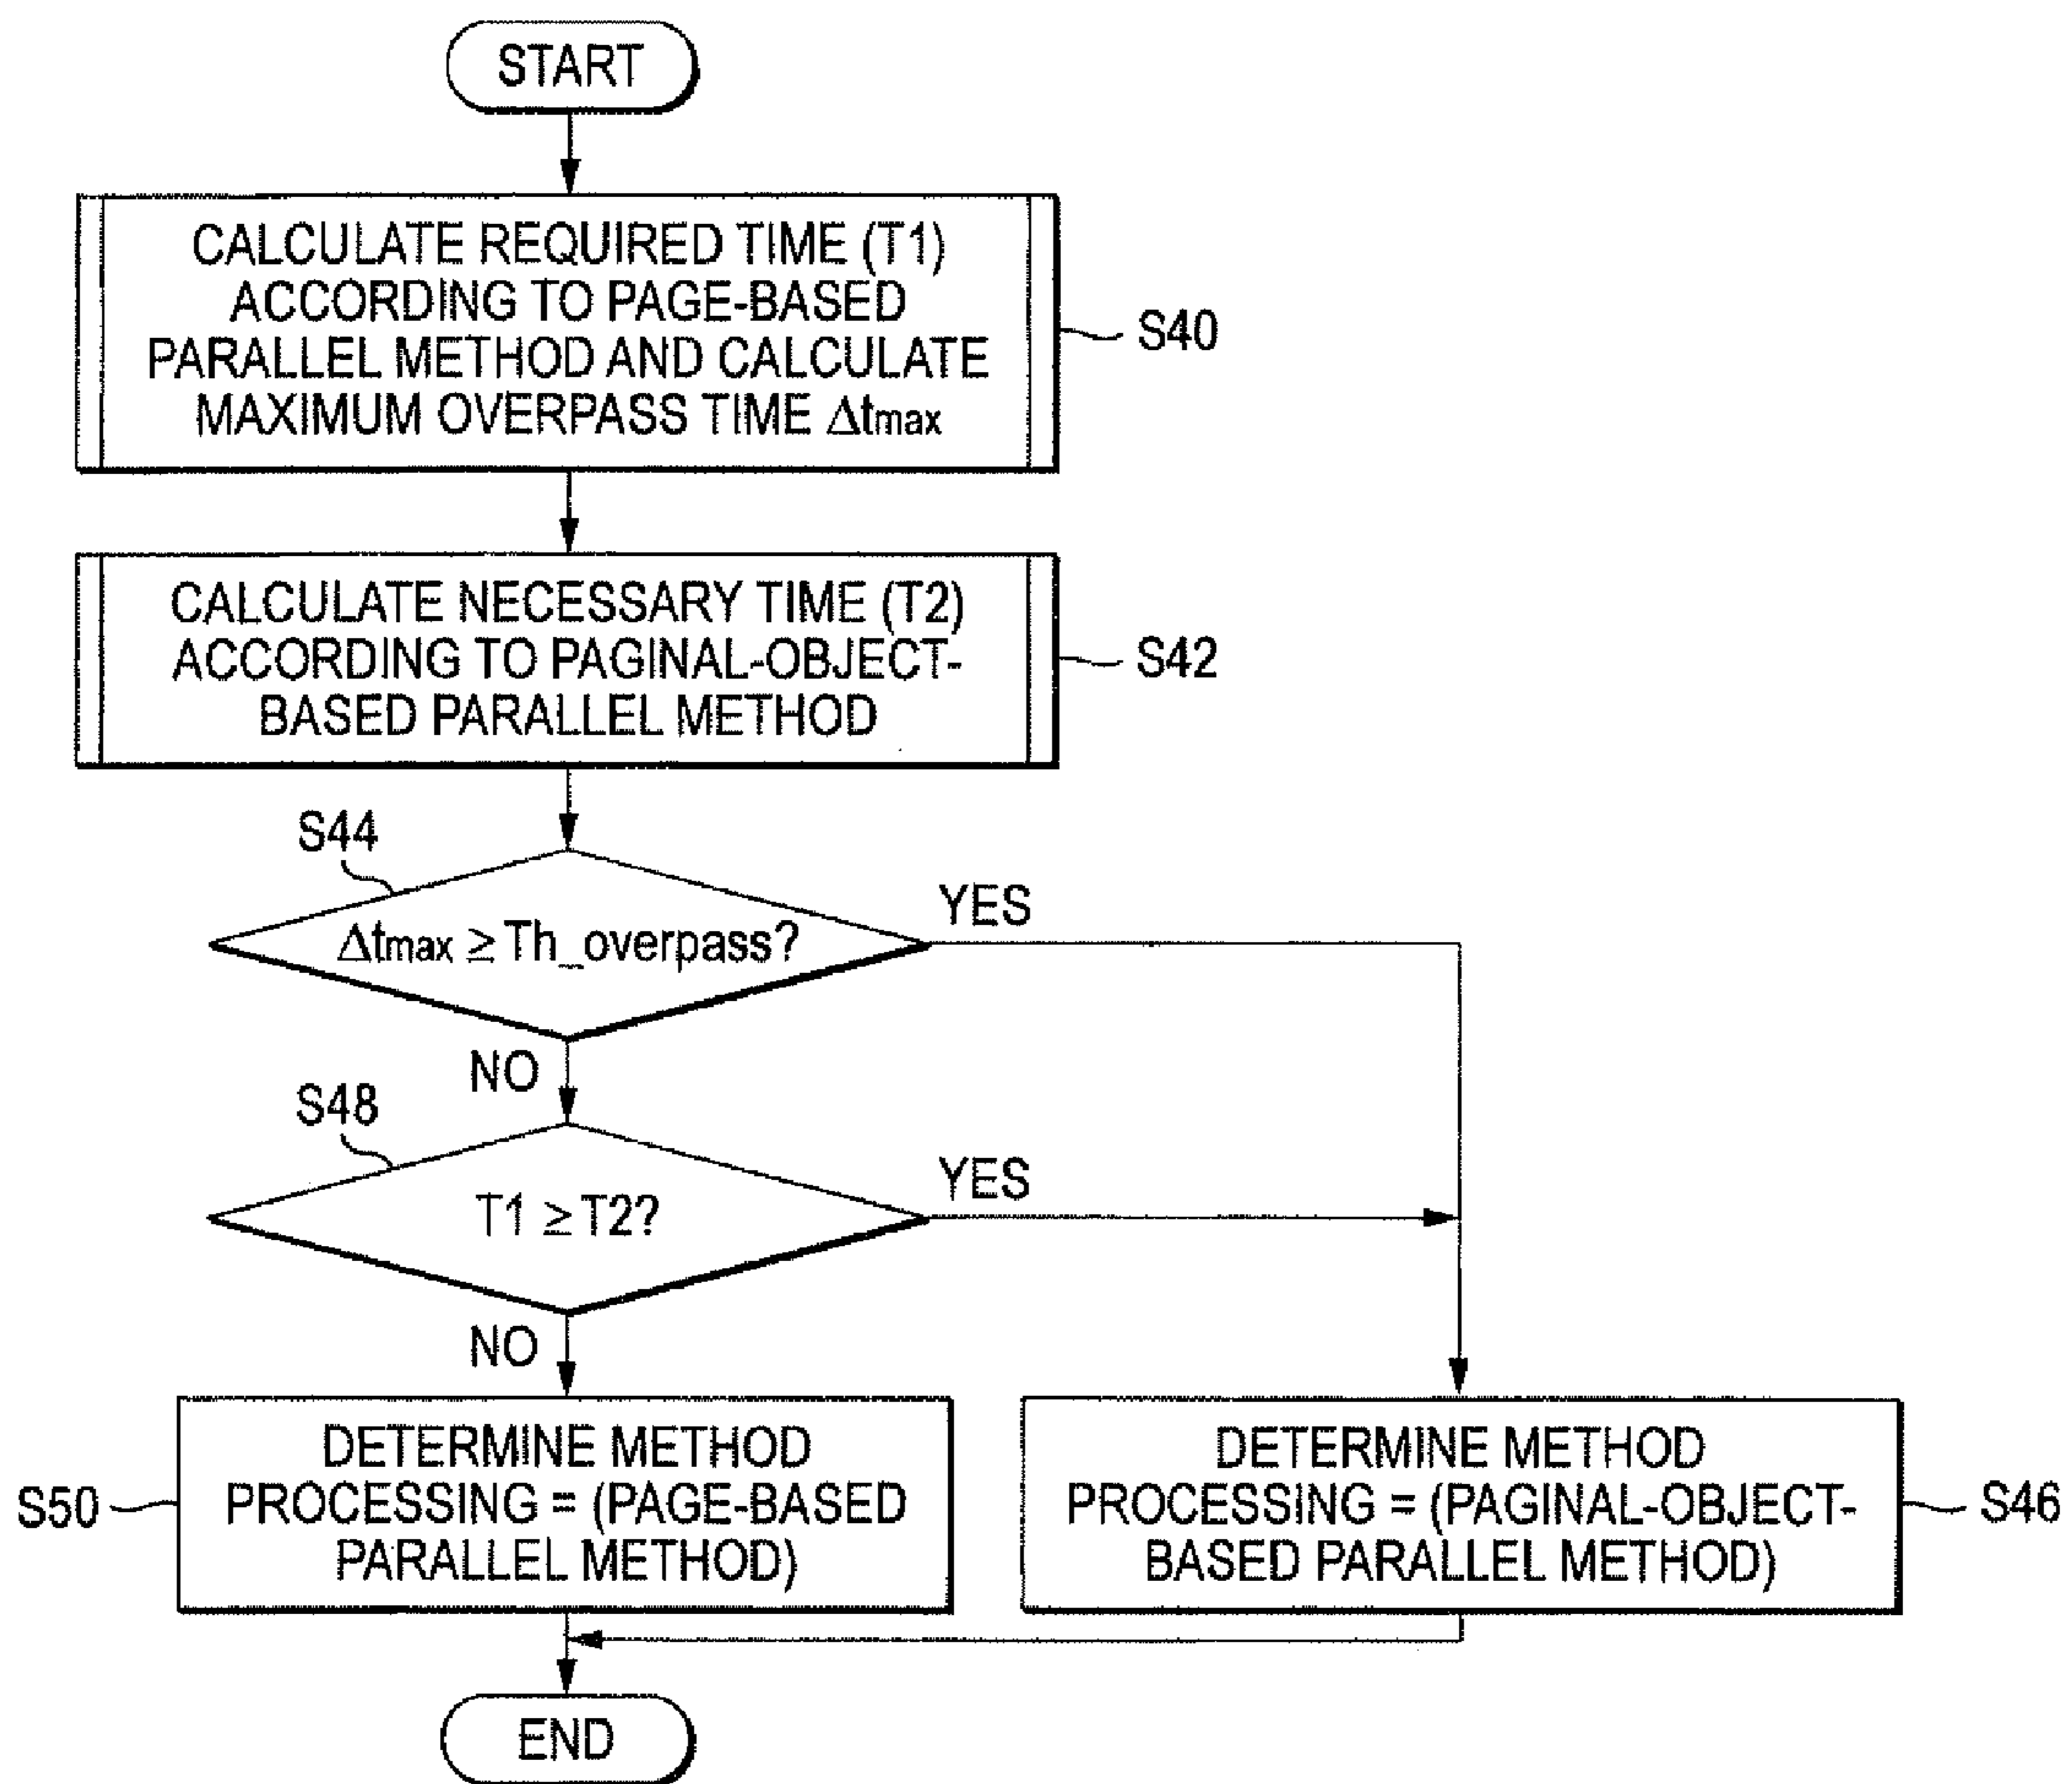 START
CALCULATE REQUIRED TIME (T1)
ACCORDING TO PAGE-BASED
PARALLEL METHOD AND CALCULATE
MAXIMUM OVERPASS TIME Δtmax
S40
CALCULATE NECESSARY TIME (T2)
ACCORDING TO PAGINAL-OBJECT-
BASED PARALLEL METHOD
S42
S44
Δtmax ≥ Th_overpass?
YES
NO
S48
T1 ≥ T2?
YES
NO
DETERMINE METHOD
PROCESSING = (PAGE-BASED
PARALLEL METHOD)
S50
DETERMINE METHOD
PROCESSING = (PAGINAL-OBJECT-
BASED PARALLEL METHOD)
S46
END